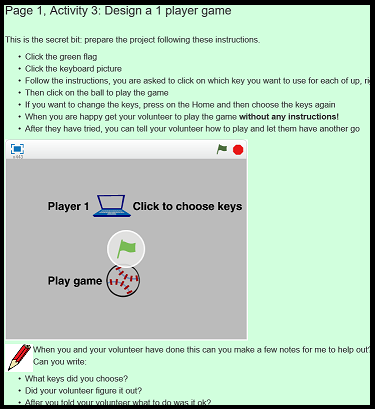 Page 1, Activity 3: Design a 1 player game
This is the secret bit: prepare the project following these instructions.
• Click the green flag
• Click the keyboard picture
• Follow the instructions, you are asked to click on which key you want to use for each of up,
• Then click on the ball to play the game
• If you want to change the keys, press on the Home and then choose the keys again
• When you are happy get your volunteer to play the game without any instructions!
• After they have tried, you can tell your volunteer how to play and let them have another go
Player 1 Click to choose keys
Play game
When you and your volunteer have done this can you make a few notes for me to help out?
Can you write:
• What keys did you choose?
• Did your volunteer figure it out?
• After you told your volunteer what to do was it ok?